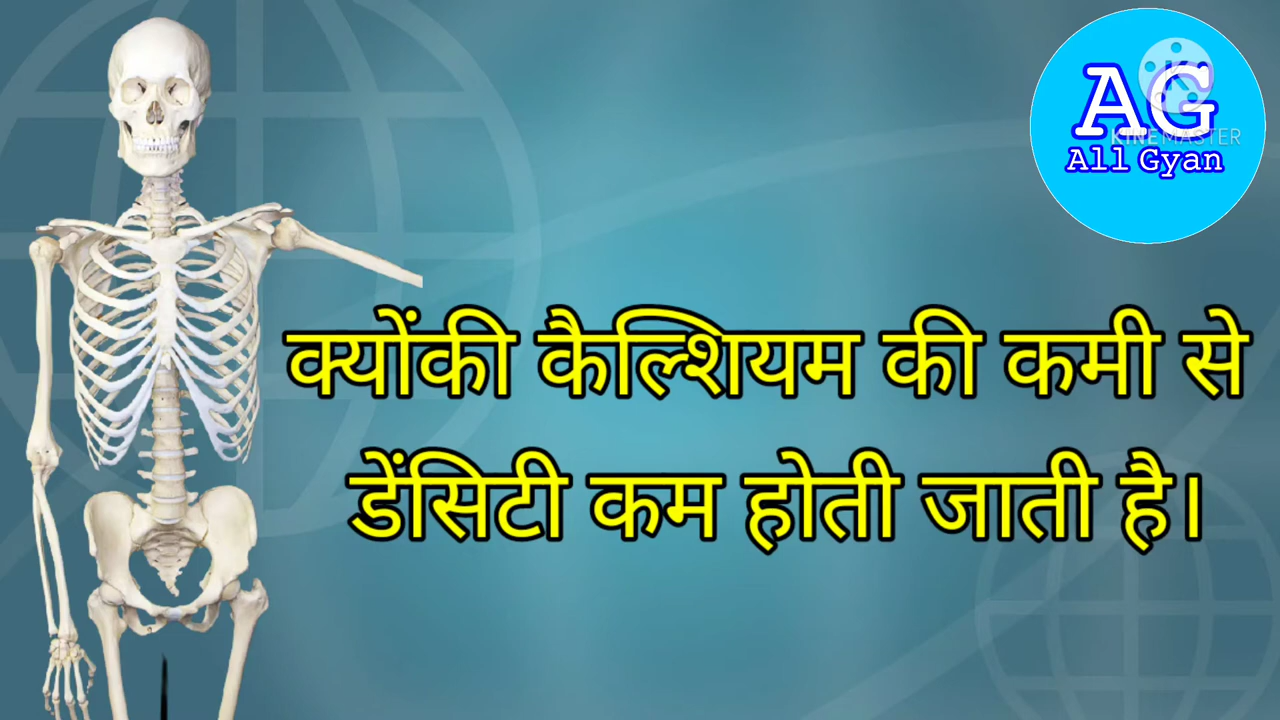 AG
KINEMASTER
All Gyan
क्योंकी कैल्शियम की कमी से
डेंसिटी कम होती जाती है।